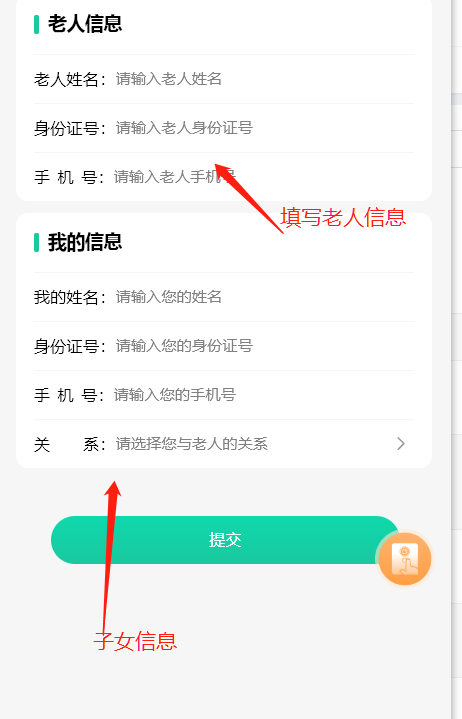 老人信息
老人姓名：请输入老人姓名
身份证号：请输入老人身份证号
手 机 号：请输入老人手机号
填写老人信息
我的信息
我的姓名：请输入您的姓名
身份证号：请输入您的身份证号
手 机 号：请输入您的手机号
关 系：请选择您与老人的关系
提交
子女信息